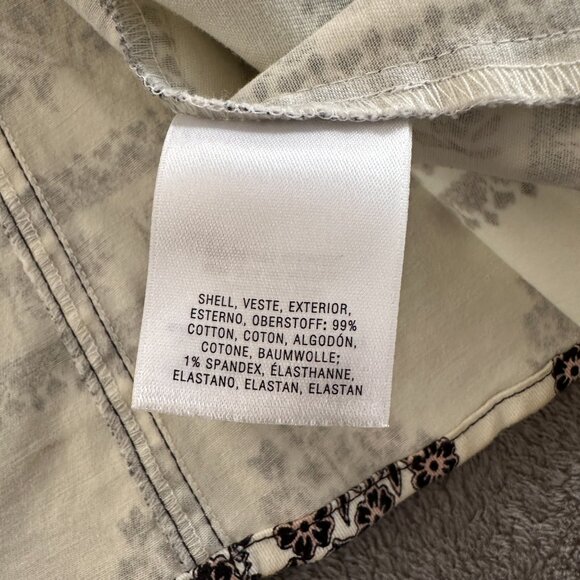 SHELL, VESTE, EXTERIOR,
ESTERNO, OBERSTOFF: 99%
COTTON, COTON, ALGODÓN,
COTONE, BAUMWOLLE;
1% SPANDEX, ÉLASTHANNE,
ELASTANO, ELASTAN, ELASTAN